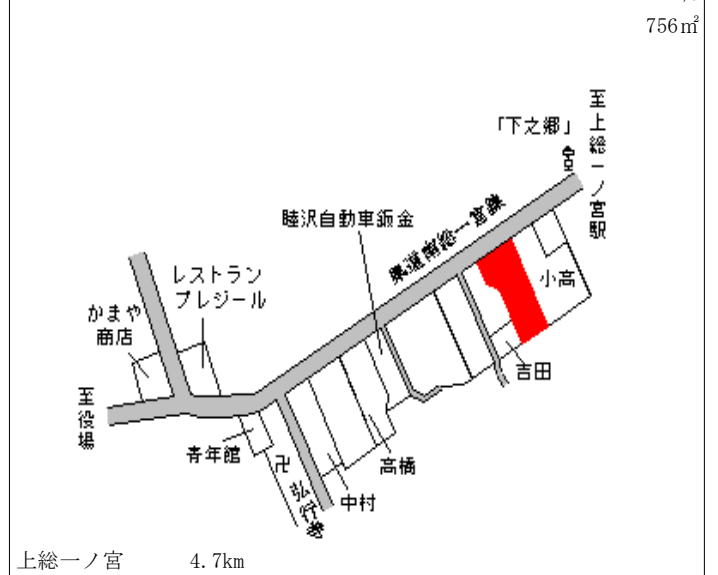 756㎡
「下之郷」
至上総一ノ宮駅
県道南総一宮線
睦沢自動車鈑金
レストラン
プレジール
かまや
商店
小高
吉田
至役場
青年館
卍 弘行寺
高橋
中村
上総一ノ宮 4.7km